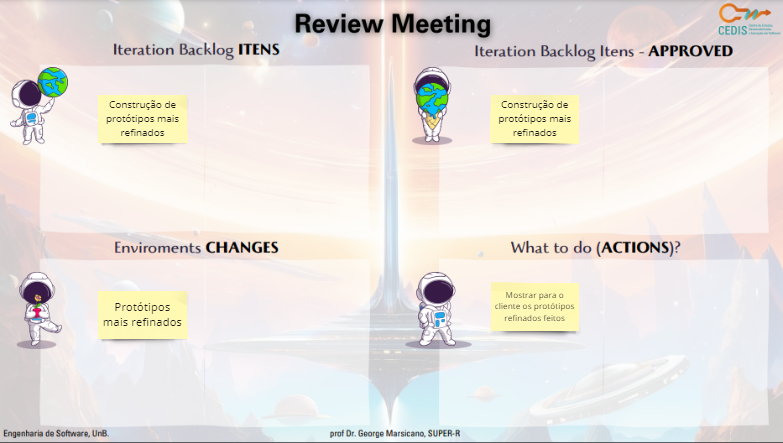 Review Meeting
CEDIS
Iteration Backlog ITENS
Iteration Backlog Itens - APPROVED
Construção de
protótipos mais
refinados
Construção de
protótipos mais
refinados
Enviroments CHANGES
What to do (ACTIONS)?
Protótipos
mais refinados
Mostrar para o
cliente os protótipos
refinados feitos
Engenharia de Software, UnB.
prof Dr. George Marsicano, SUPER-R